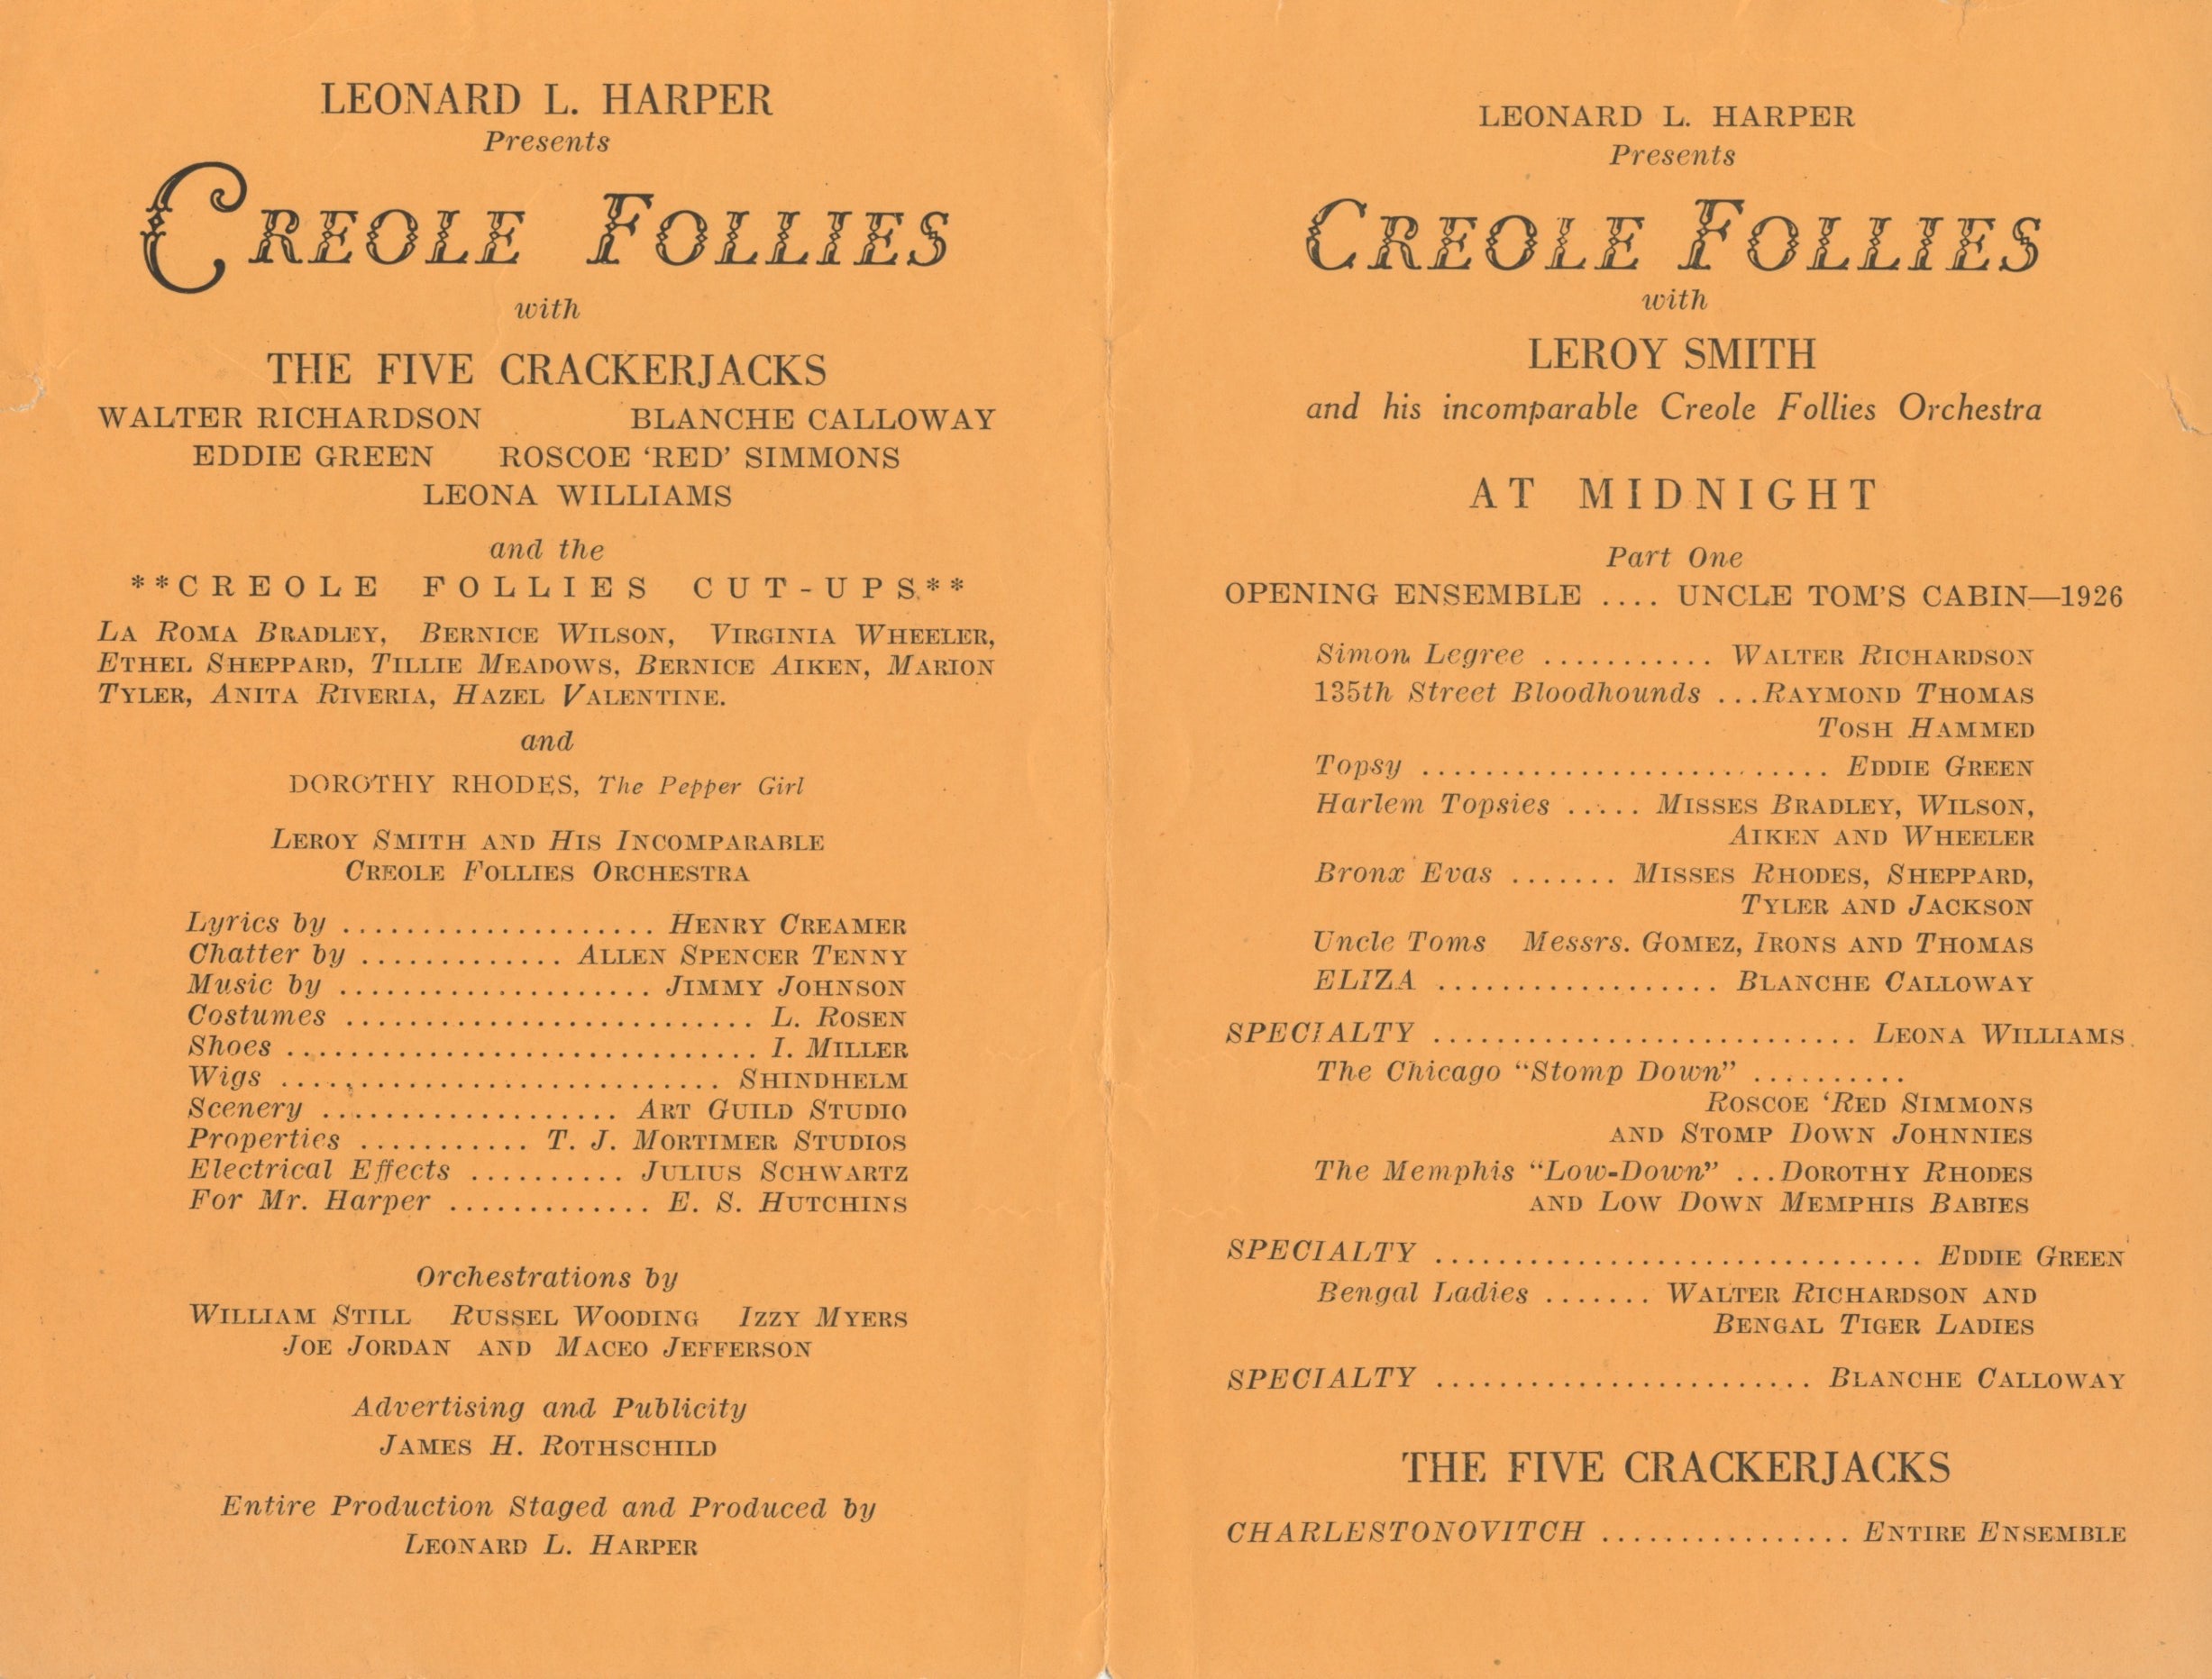 LEONARD L. HARPER
Presents
CREOLE FOLLIES
with
THE FIVE CRACKERJACKS
WALTER RICHARDSON BLANCHE CALLOWAY
EDDIE GREEN ROSCOE ‘RED’ SIMMONS
LEONA WILLIAMS
and the
**CREOLE FOLLIES CUT-UPS**
LA ROMA BRADLEY, BERNICE WILSON, VIRGINIA WHEELER,
ETHEL SHEPPARD, TILLIE MEADOWS, BERNICE AIKEN, MARION
TYLER, ANITA RIVERIA, HAZEL VALENTINE.
and
DOROTHY RHODES, The Pepper Girl
LEROY SMITH AND HIS INCOMPARABLE
CREOLE FOLLIES ORCHESTRA
Lyrics by .................... HENRY CREAMER
Chatter by ............. ALLEN SPENCER TENNY
Music by .................... JIMMY JOHNSON
Costumes .......................... L. ROSEN
Shoes .............................. I. MILLER
Wigs ............................ SHINDHELM
Scenery ................... ART GUILD STUDIO
Properties ........... T. J. MORTIMER STUDIOS
Electrical Effects .......... JULIUS SCHWARTZ
For Mr. Harper ............. E. S. HUTCHINS
Orchestrations by
WILLIAM STILL RUSSEL WOODING IZZY MYERS
JOE JORDAN AND MACEO JEFFERSON
Advertising and Publicity
JAMES H. ROTHSCHILD
Entire Production Staged and Produced by
LEONARD L. HARPER
LEONARD L. HARPER
Presents
CREOLE FOLLIES
with
LEROY SMITH
and his incomparable Creole Follies Orchestra
AT MIDNIGHT
Part One
OPENING ENSEMBLE .... UNCLE TOM'S CABIN—1926
Simon Legree ........... WALTER RICHARDSON
135th Street Bloodhounds ...RAYMOND THOMAS
TOSH HAMMED
Topsy .......................... EDDIE GREEN
Harlem Topsies ..... MISSES BRADLEY, WILSON,
AIKEN AND WHEELER
Bronx Evas ....... MISSES RHODES, SHEPPARD,
TYLER AND JACKSON
Uncle Toms Messrs. GOMEZ, IRONS AND THOMAS
ELIZA .................. BLANCHE CALLOWAY
SPECIALTY ........................... LEONA WILLIAMS
The Chicago “Stomp Down” ..........
ROSCOE ‘RED SIMMONS
AND STOMP DOWN JOHNNIES
The Memphis “Low-Down” ...DOROTHY RHODES
AND LOW DOWN MEMPHIS BABIES
SPECIALTY ............................... EDDIE GREEN
Bengal Ladies ....... WALTER RICHARDSON AND
BENGAL TIGER LADIES
SPECIALTY ........................ BLANCHE CALLOWAY
THE FIVE CRACKERJACKS
CHARLESTONOVITCH ................ ENTIRE ENSEMBLE